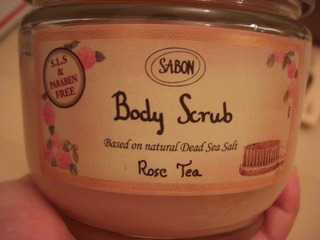 SABON
S.L.S
&
PARABEN
FREE
Body Scrub
Based on natural Dead Sea Salt
Rose Tea